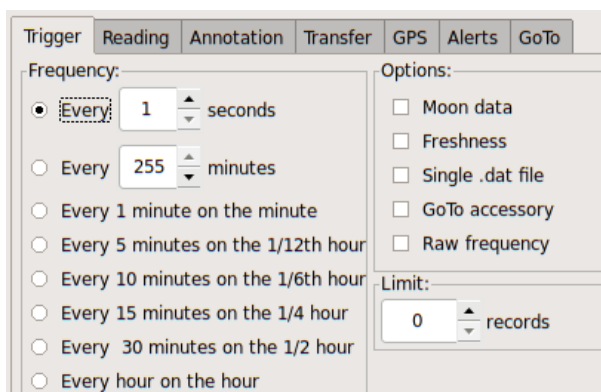 Trigger Reading Annotation Transfer GPS Alerts GoTo
Frequency:
Every 1 seconds
Every 255 minutes
Every 1 minute on the minute
Every 5 minutes on the 1/12th hour
Every 10 minutes on the 1/6th hour
Every 15 minutes on the 1/4 hour
Every 30 minutes on the 1/2 hour
Every hour on the hour
Options:
Moon data
Freshness
Single .dat file
GoTo accessory
Raw frequency
Limit:
0 records